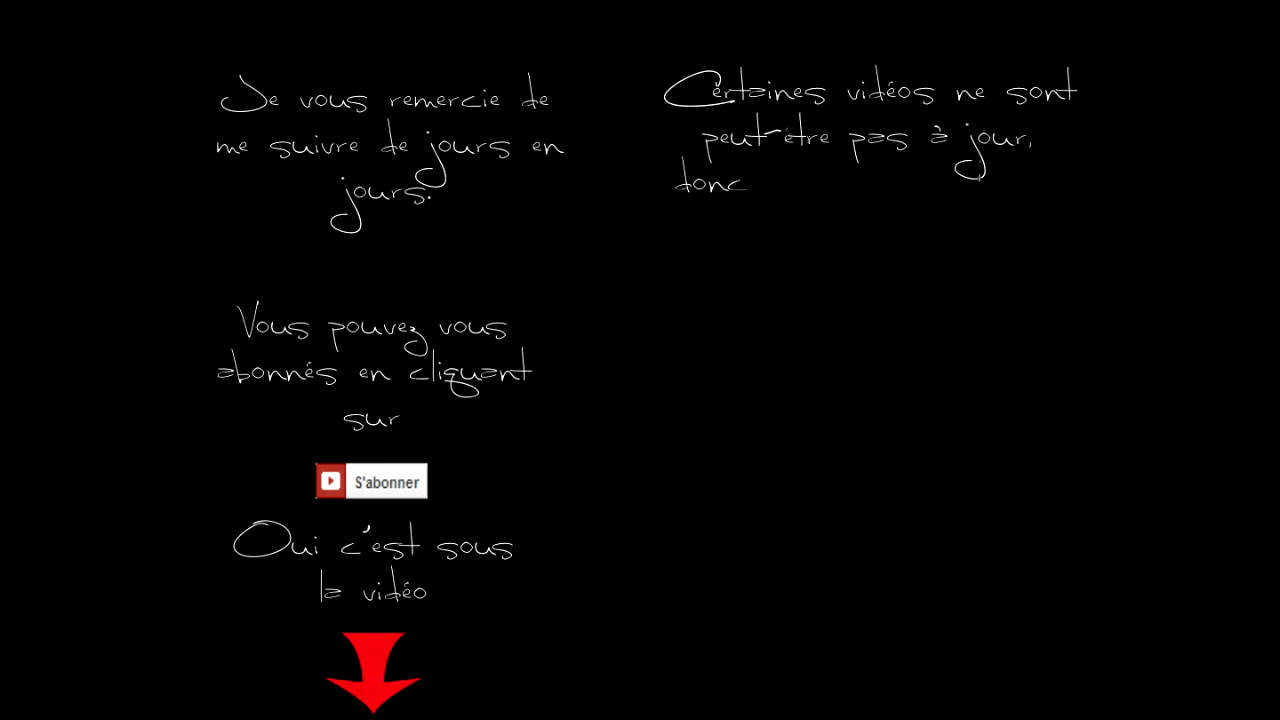 Je vous remercie de
me suivre de jours en
jours.
Vous pouvez vous
abonnés en cliquant
sur
S'abonner
Oui c'est sous
la vidéo
Certaines vidéos ne sont
peut-être pas à jour,
donc